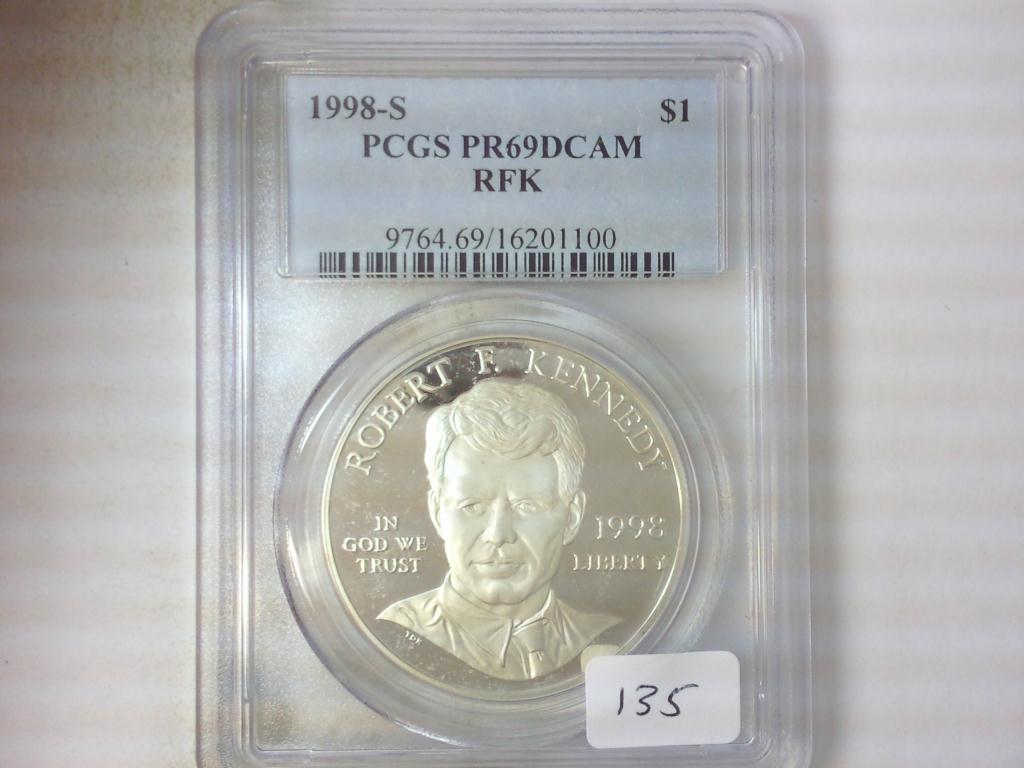 1998-S $1
PCGS PR69DCAM
RFK
9764.69/16201100
ROBERT F. KENNEDY
IN
GOD WE
TRUST
1998
LIBERTY
135